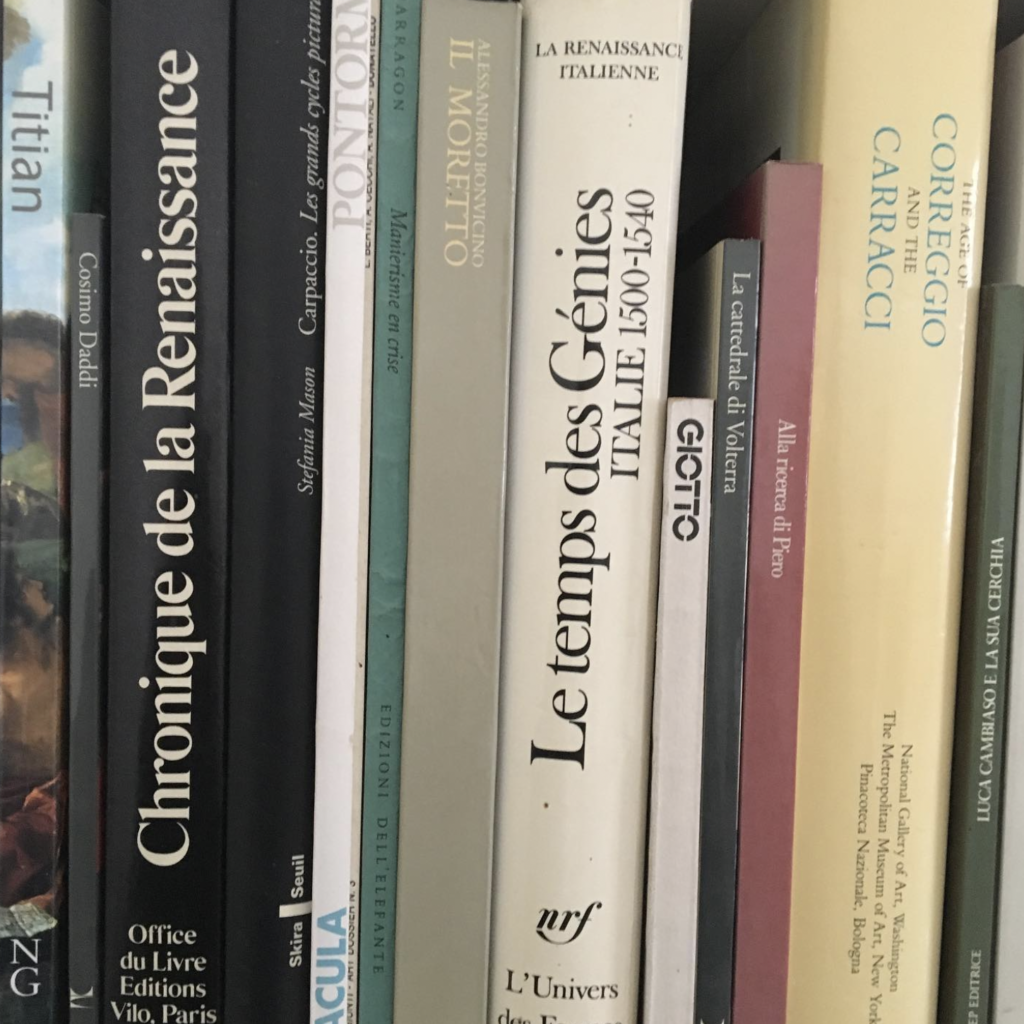 Titian
NG
Cosimo Daddi
Chronique de la Renaissance
Office
du Livre
Editions
Vilo, Paris
Stefania Mason Carpaccio. Les grands cycles
Skira Seuil
ARRAGON
Manierisme en crise
EDIZIONI DELL'ELEFANTE
ALESSANDRO BONVICINO
IL MORETTO
LA RENAISSANCE
ITALIENNE
Le temps des Génies
ITALIE 1500-1540
nrf
L'Univers
GIOTTO
La cattedrale di Volterra
Alla ricerca di Piero
THE AGE OF
CORREGGIO
AND THE
CARRACCI
National Gallery of Art, Washington
The Metropolitan Museum of Art, New York
Pinacoteca Nazionale, Bologna
LUCA CAMBIASO E LA SUA CERCHIA
EDITRICE